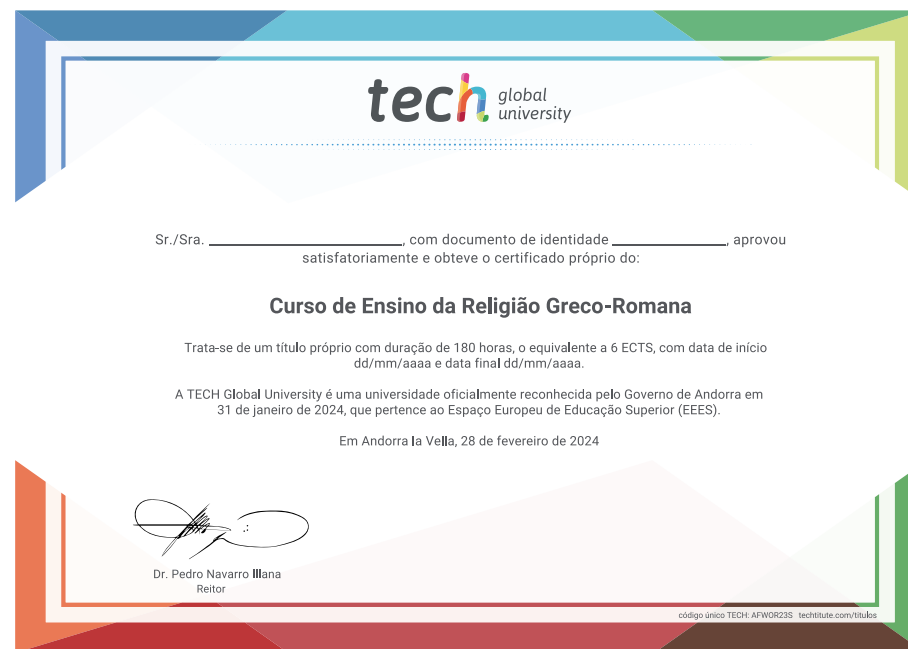 tech global university
Sr./Sra. ____________________, com documento de identidade ____________, aprovou
satisfatoriamente e obteve o certificado próprio do:
Curso de Ensino da Religião Greco-Romana
Trata-se de um título próprio com duração de 180 horas, o equivalente a 6 ECTS, com data de início
dd/mm/aaaa e data final dd/mm/aaaa.
A TECH Global University é uma universidade oficialmente reconhecida pelo Governo de Andorra em
31 de janeiro de 2024, que pertence ao Espaço Europeu de Educação Superior (EEES).
Em Andorra la Vella, 28 de fevereiro de 2024
Dr. Pedro Navarro Illana
Reitor
código único TECH: AFWOR23S techtitute.com/titulos